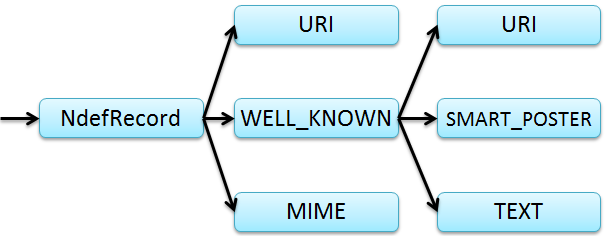 URI
URI
NdefRecord
WELL_KNOWN
SMART_POSTER
MIME
TEXT